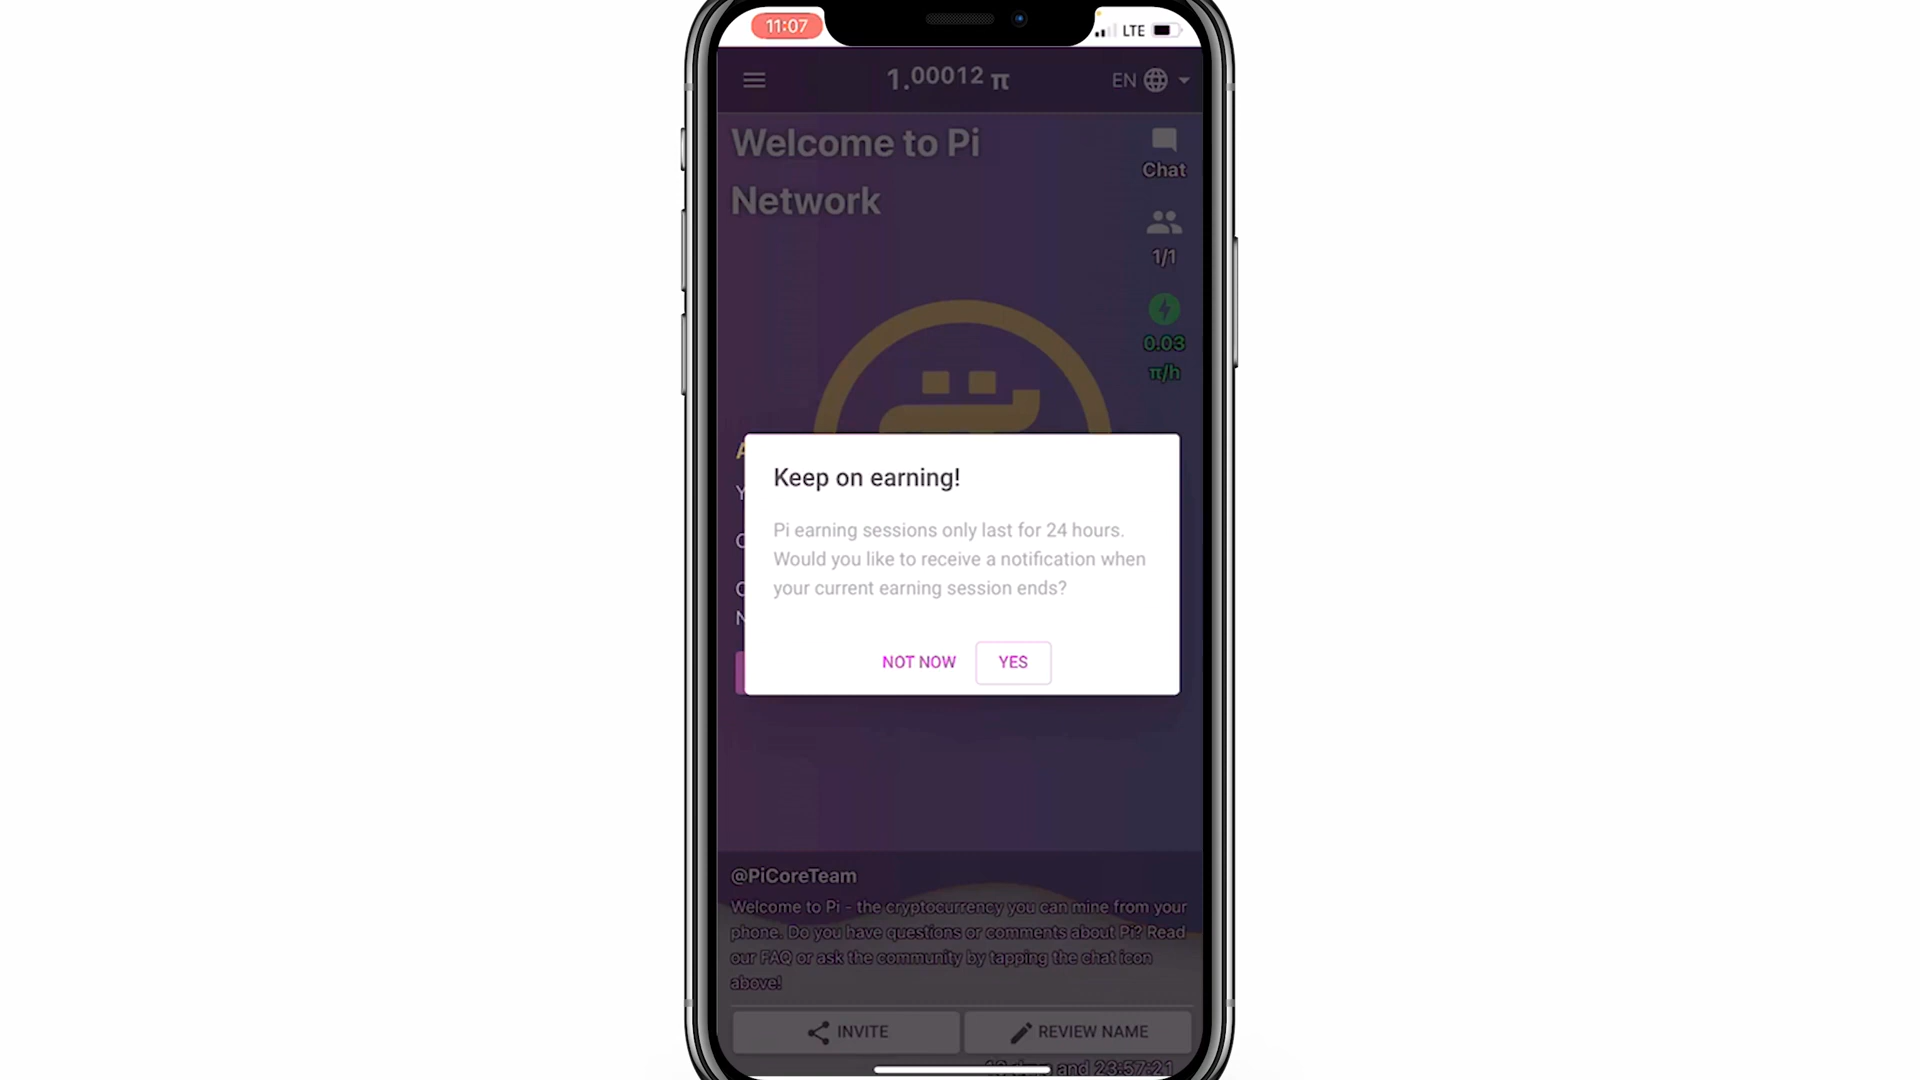 11:07
LTE
1.00012 π
EN
Welcome to Pi
Network
Chat
1/1
0.03
π/h
Keep on earning!
Pi earning sessions only last for 24 hours.
Would you like to receive a notification when
your current earning session ends?
NOT NOW
YES
@PiCoreTeam
Welcome to Pi - the cryptocurrency you can mine from your
phone. Do you have questions or comments about Pi? Read
our FAQ or ask the community by tapping the chat icon
above!
INVITE
REVIEW NAME
and 23:57:21